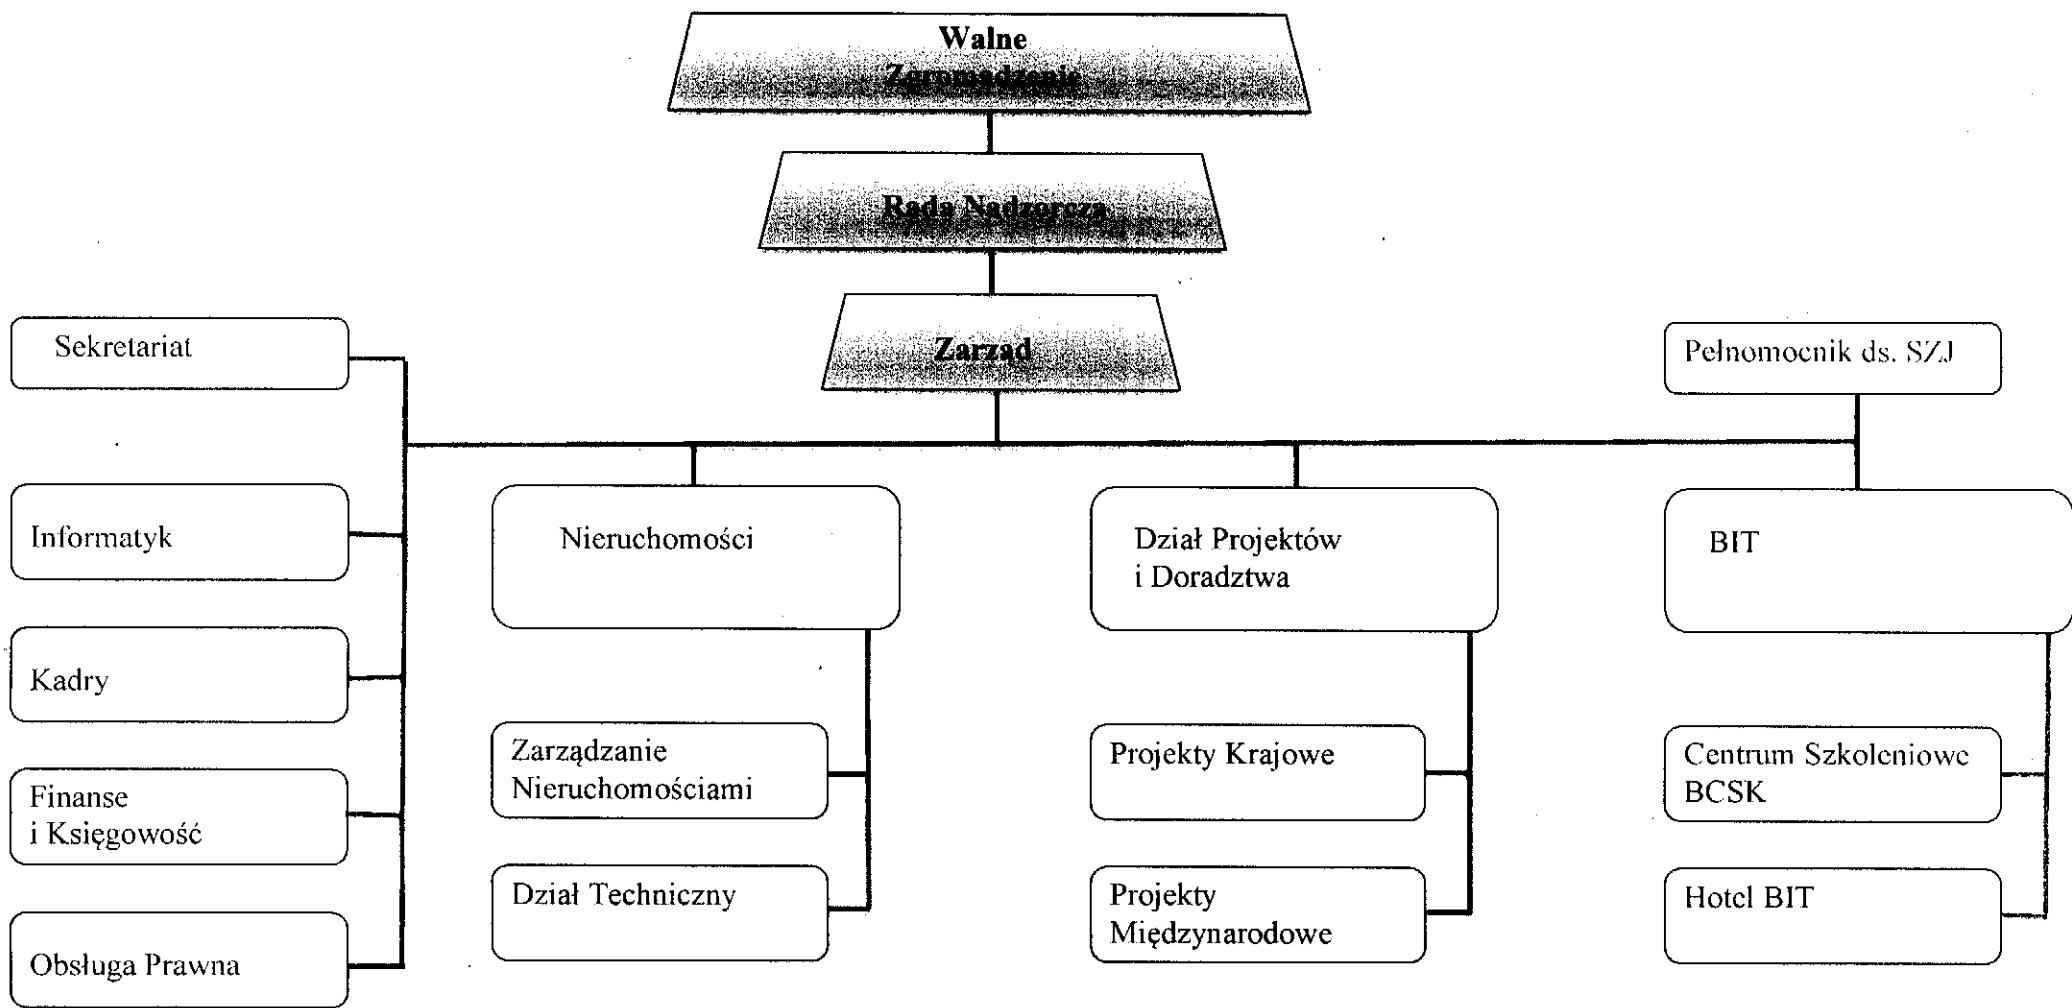 Walne
Zgromadzenie
Rada Nadzorcza
Zarząd
Sekretariat
Pełnomocnik ds. SZJ
Informatyk
Nieruchomości
Dział Projektów
i Doradztwa
BIT
Kadry
Zarządzanie
Nieruchomościami
Projekty Krajowe
Centrum Szkoleniowe
BCSK
Finanse
i Księgowość
Dział Techniczny
Projekty
Międzynarodowe
Hotel BIT
Obsługa Prawna